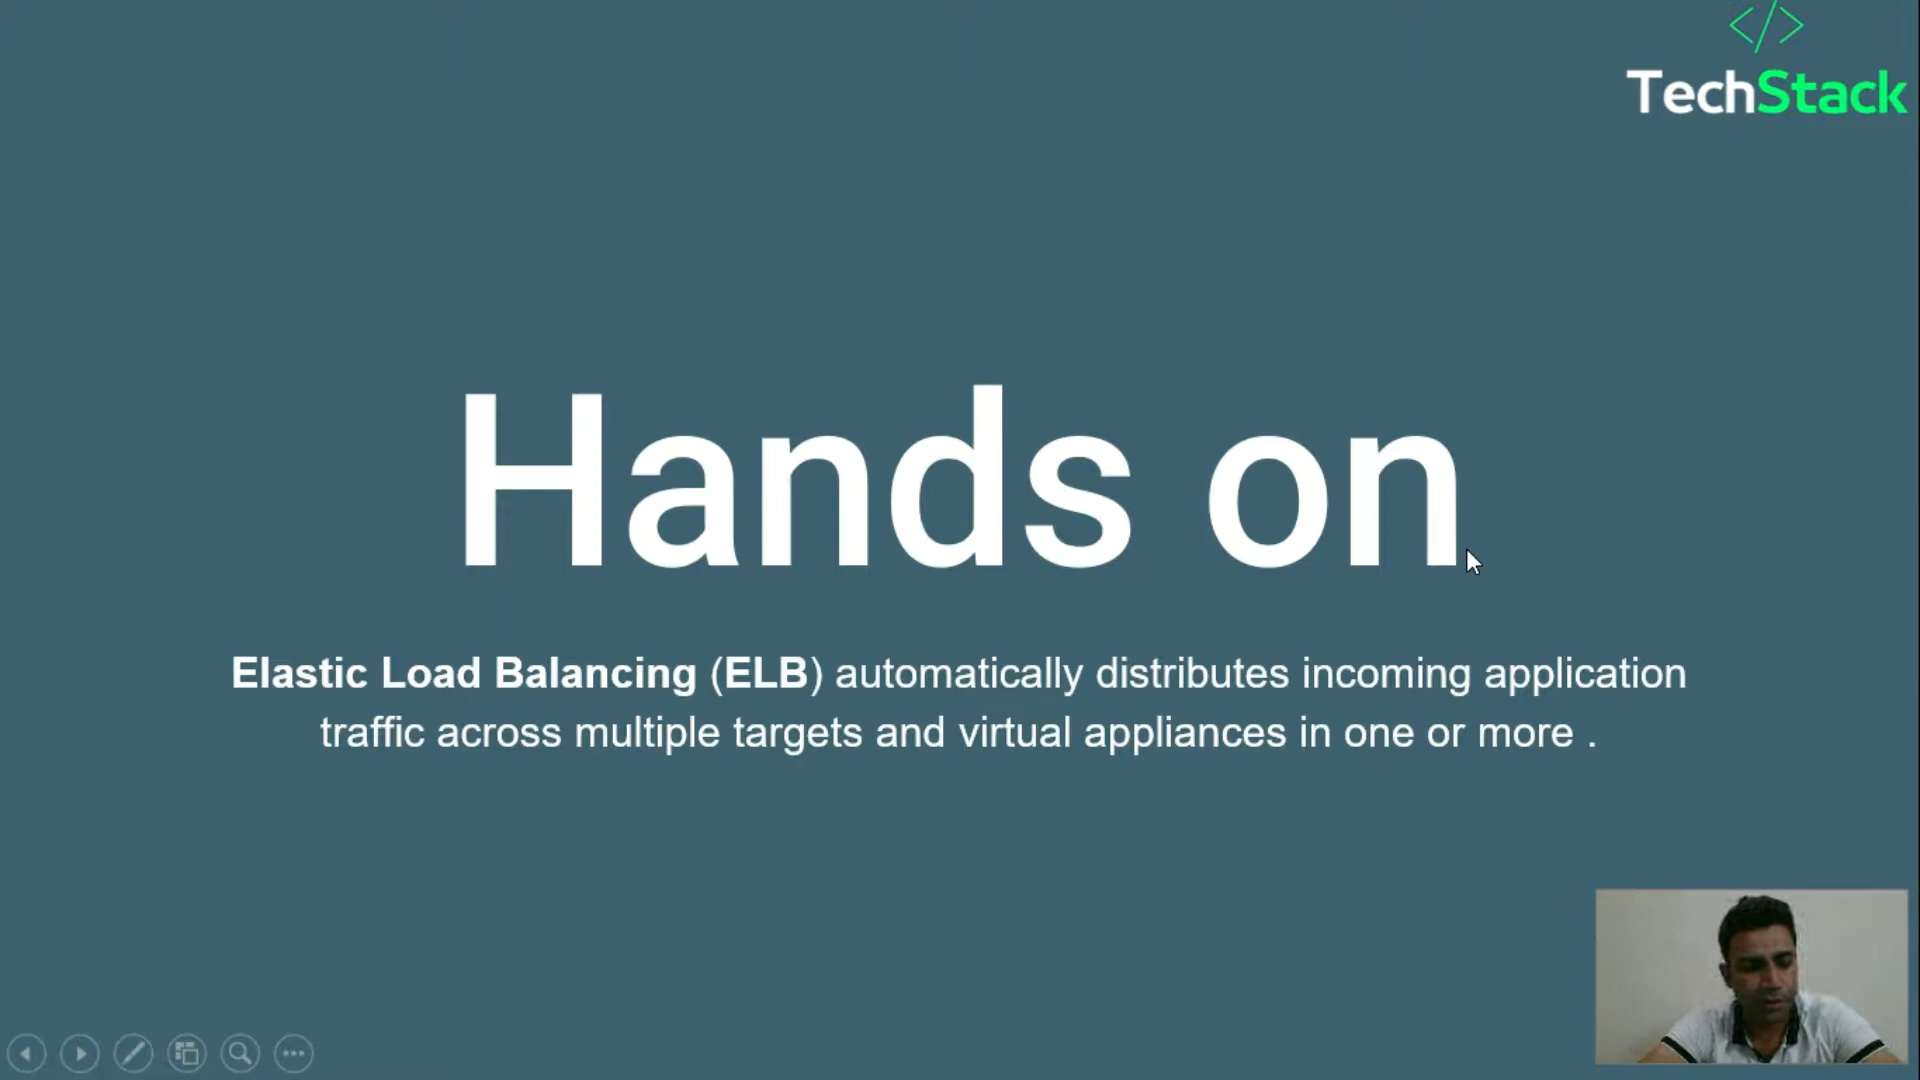 </>
TechStack
Hands on
Elastic Load Balancing (ELB) automatically distributes incoming application
traffic across multiple targets and virtual appliances in one or more .